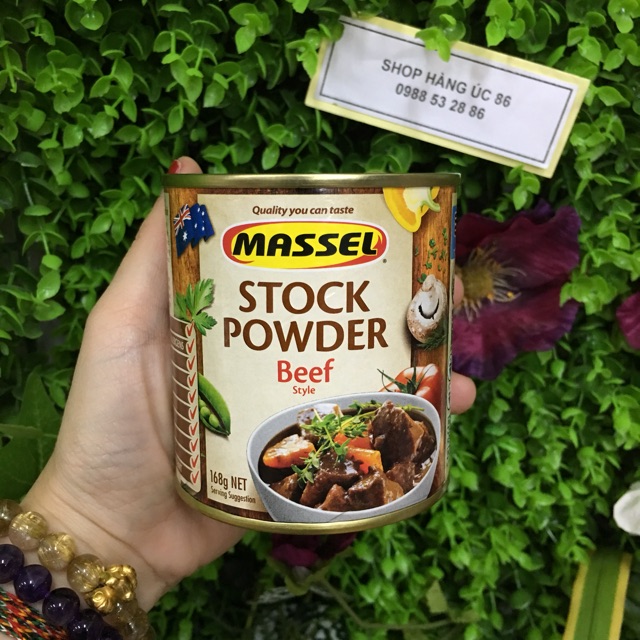 SHOP HÀNG ÚC 86
0988 53 28 86
Quality you can taste
MASSEL
STOCK
POWDER
Beef
Style
168g NET
Serving Suggestion